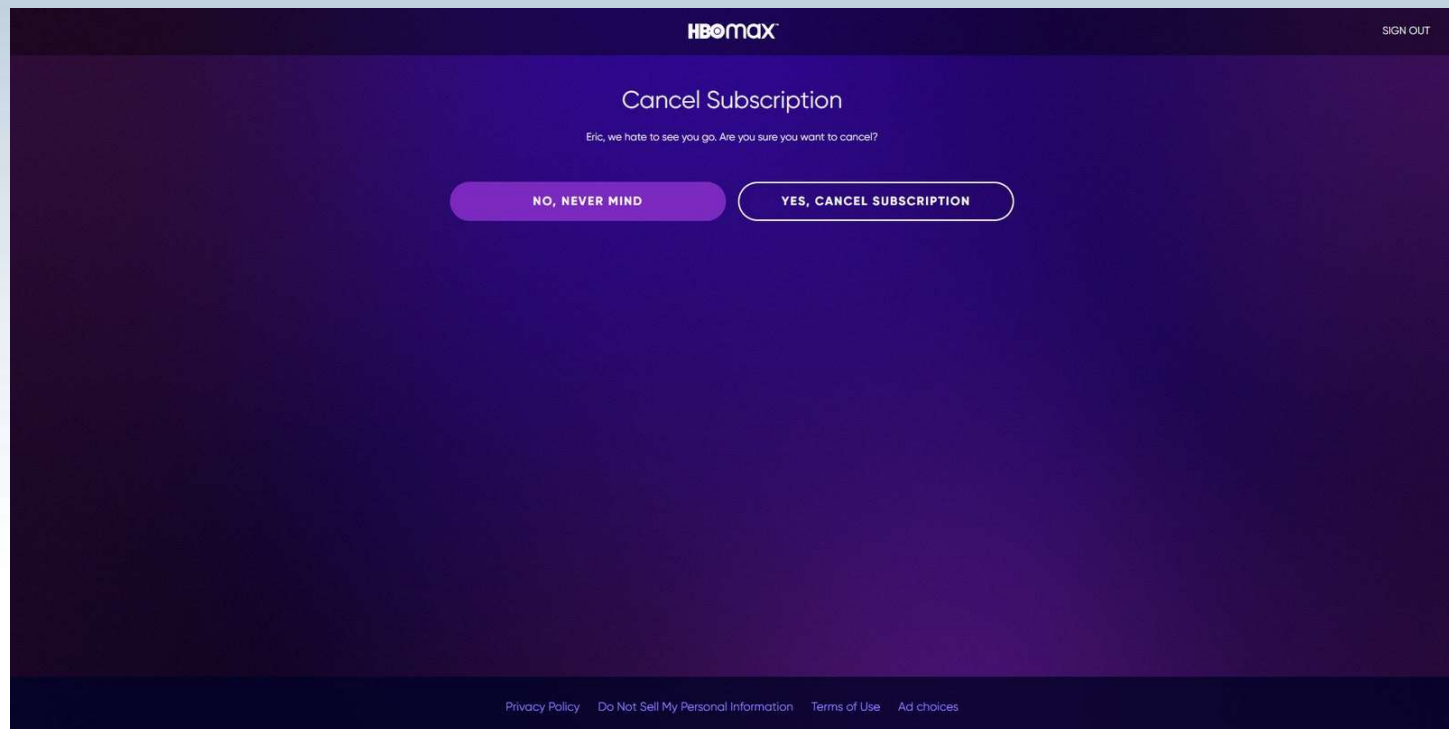 HBOmax
SIGN OUT
Cancel Subscription
Eric, we hate to see you go. Are you sure you want to cancel?
NO, NEVER MIND
YES, CANCEL SUBSCRIPTION
Privacy Policy Do Not Sell My Personal Information Terms of Use Ad choices